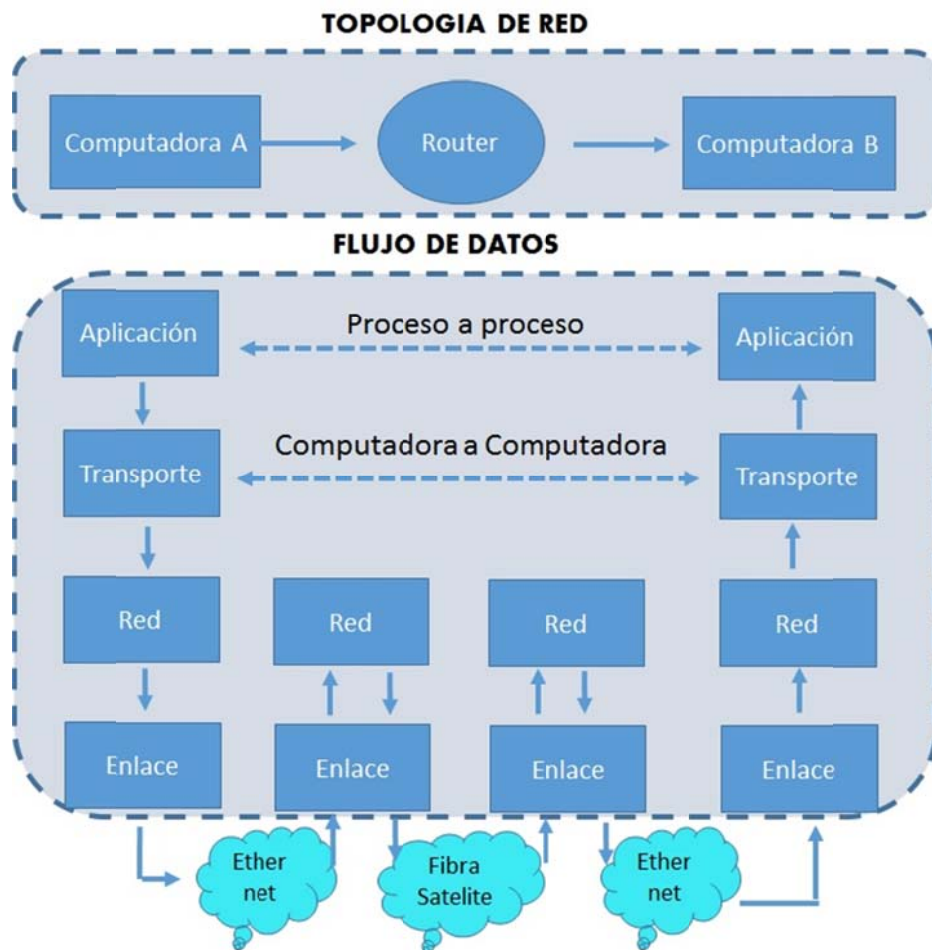 TOPOLOGIA DE RED
Computadora A
Router
Computadora B
FLUJO DE DATOS
Aplicación
Proceso a proceso
Aplicación
Transporte
Computadora a Computadora
Transporte
Red
Red
Red
Red
Enlace
Enlace
Enlace
Enlace
Ether
net
Fibra
Satelite
Ether
net